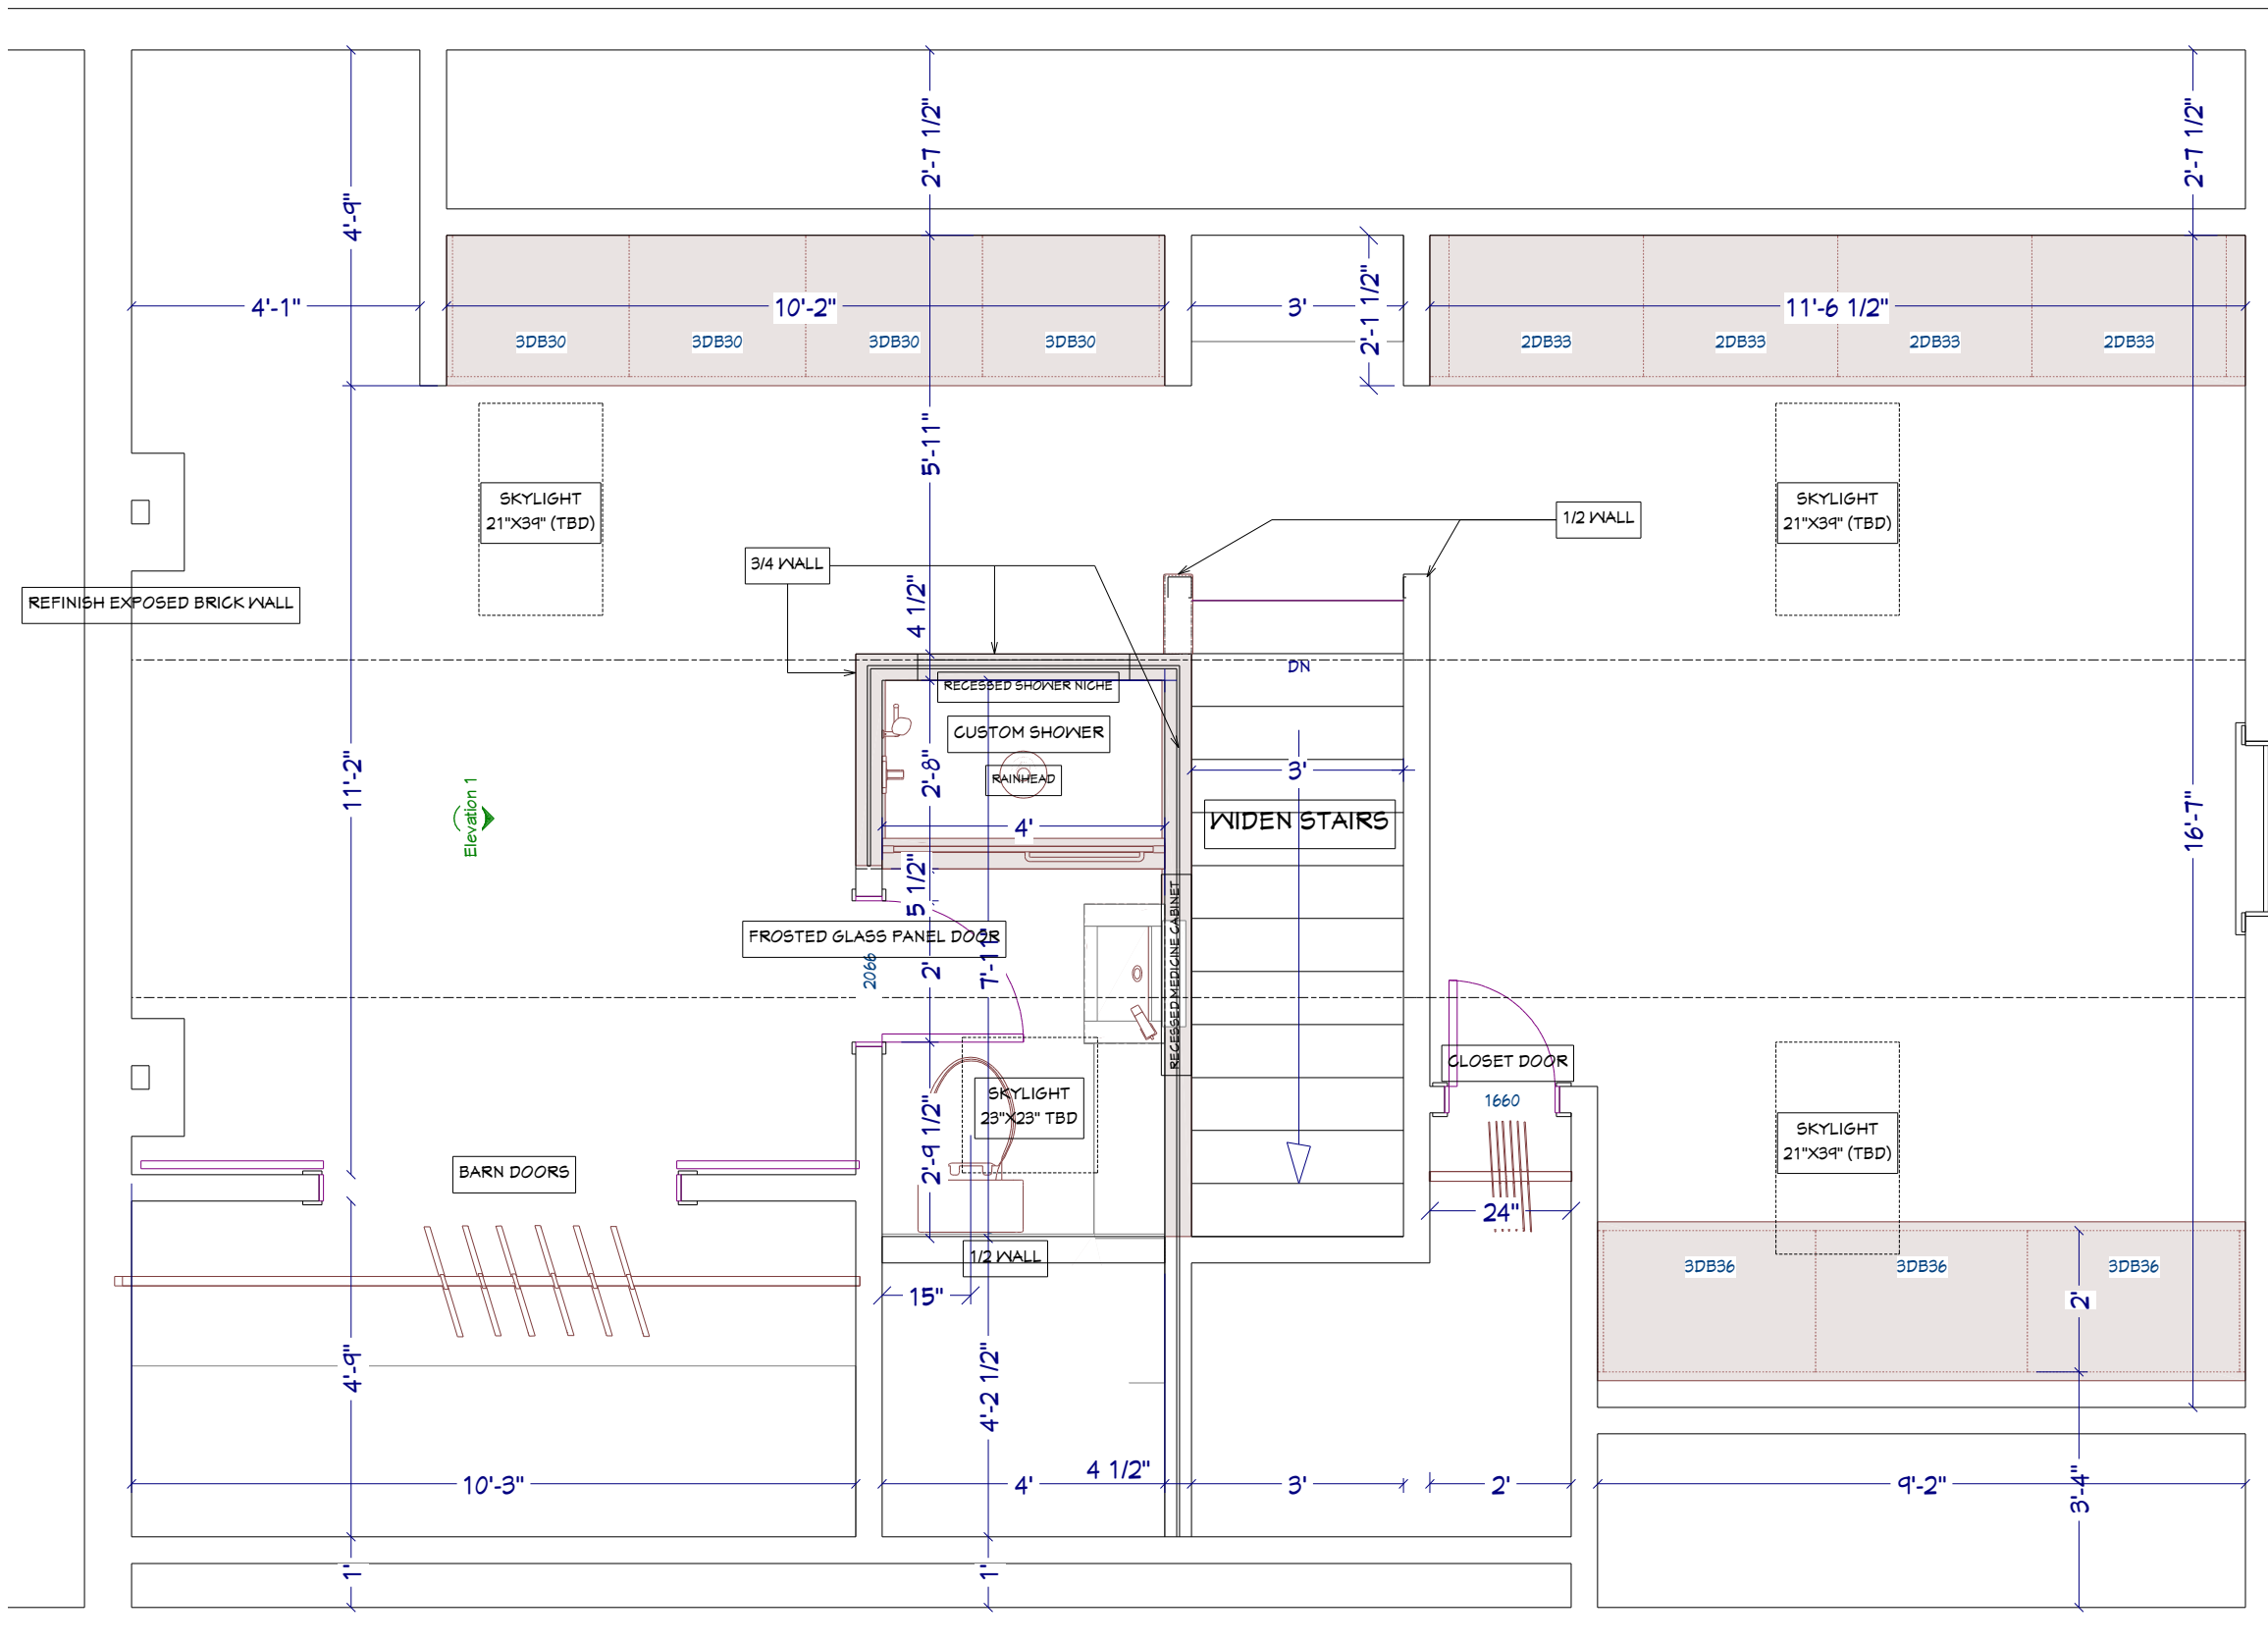 2'-7 1/2"
2'-7 1/2"
4'-9"
4'-1"
10'-2"
3'
2'-1 1/2"
11'-6 1/2"
3DB30
3DB30
3DB30
3DB30
2DB33
2DB33
2DB33
2DB33
5'-11"
SKYLIGHT
21"X39" (TBD)
SKYLIGHT
21"X39" (TBD)
1/2 WALL
3/4 WALL
REFINISH EXPOSED BRICK WALL
4 1/2"
DN
RECESSED SHOWER NICHE
CUSTOM SHOWER
RAINHEAD
11'-2"
2'-8"
3'
Elevation 1
4'
WIDEN STAIRS
16'-7"
5 1/2"
FROSTED GLASS PANEL DOOR
2066
2'
7'-11"
RECESSED MEDICINE CABINET
CLOSET DOOR
1660
SKYLIGHT
23"X23" TBD
SKYLIGHT
21"X39" (TBD)
2'-9 1/2"
BARN DOORS
24"
1/2 WALL
15"
3DB36
3DB36
3DB36
2'
4'-9"
4'-2 1/2"
4 1/2"
10'-3"
4'
3'
2'
9'-2"
3'-4"
1'
1'